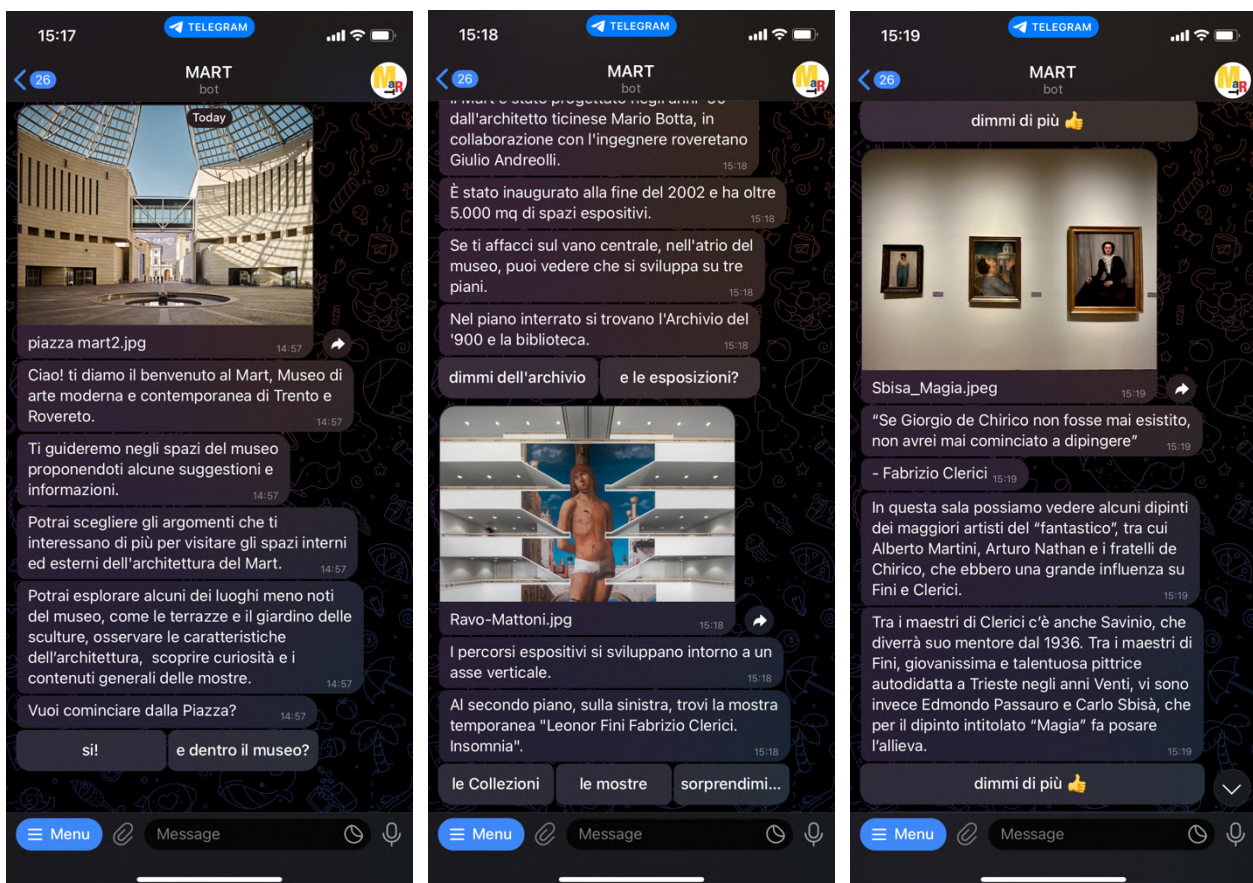 15:17
TELEGRAM
26
MART
bot
MaRT
Today
piazza mart2.jpg
14:57
Ciao! ti diamo il benvenuto al Mart, Museo di
arte moderna e contemporanea di Trento e
Rovereto.
14:57
Ti guideremo negli spazi del museo
proponendoti alcune suggestioni e
informazioni.
14:57
Potrai scegliere gli argomenti che ti
interessano di più per visitare gli spazi interni
ed esterni dell'architettura del Mart.
14:57
Potrai esplorare alcuni dei luoghi meno noti
del museo, come le terrazze e il giardino delle
sculture, osservare le caratteristiche
dell'architettura, scoprire curiosità e i
contenuti generali delle mostre.
14:57
Vuoi cominciare dalla Piazza?
14:57
si!
e dentro il museo?
Menu
Message
15:18
TELEGRAM
26
MART
bot
MaRT
Il Mart è stato progettato negli anni '90
dall'architetto ticinese Mario Botta, in
collaborazione con l'ingegnere roveretano
Giulio Andreolli.
15:18
È stato inaugurato alla fine del 2002 e ha oltre
5.000 mq di spazi espositivi.
15:18
Se ti affacci sul vano centrale, nell'atrio del
museo, puoi vedere che si sviluppa su tre
piani.
15:18
Nel piano interrato si trovano l'Archivio del
'900 e la biblioteca.
15:18
dimmi dell'archivio
e le esposizioni?
Ravo-Mattoni.jpg
15:18
I percorsi espositivi si sviluppano intorno a un
asse verticale.
15:18
Al secondo piano, sulla sinistra, trovi la mostra
temporanea "Leonor Fini Fabrizio Clerici.
Insomnia".
15:18
le Collezioni
le mostre
sorprendimi...
Menu
Message
15:19
TELEGRAM
26
MART
bot
MaRT
dimmi di più 👍
Sbisa_Magia.jpeg
15:19
“Se Giorgio de Chirico non fosse mai esistito,
non avrei mai cominciato a dipingere”
15:19
- Fabrizio Clerici
15:19
In questa sala possiamo vedere alcuni dipinti
dei maggiori artisti del “fantastico”, tra cui
Alberto Martini, Arturo Nathan e i fratelli de
Chirico, che ebbero una grande influenza su
Fini e Clerici.
15:19
Tra i maestri di Clerici c'è anche Savinio, che
diverrà suo mentore dal 1936. Tra i maestri di
Fini, giovanissima e talentuosa pittrice
autodidatta a Trieste negli anni Venti, vi sono
invece Edmondo Passauro e Carlo Sbisà, che
per il dipinto intitolato “Magia” fa posare
l'allieva.
15:19
dimmi di più 👍
Menu
Message